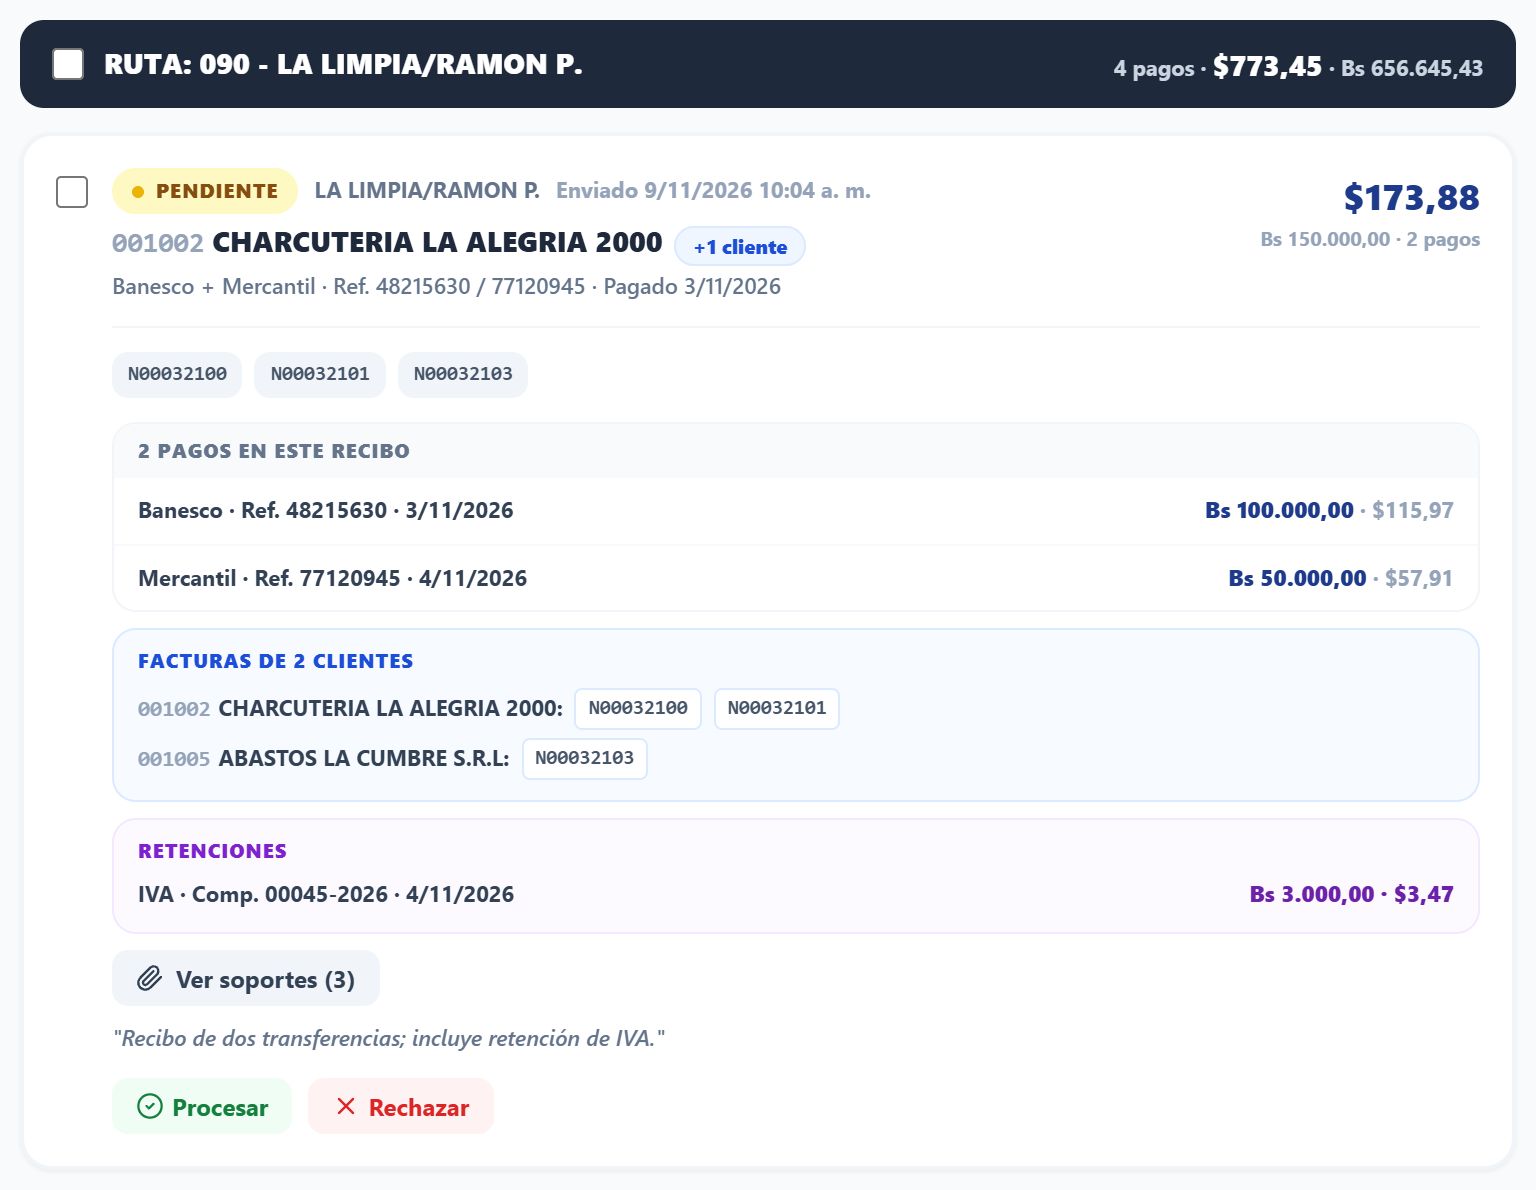 RUTA: 090 - LA LIMPIA/RAMON P.
4 pagos · $773,45 · Bs 656.645,43
PENDIENTE LA LIMPIA/RAMON P. Enviado 9/11/2026 10:04 a. m.
$173,88
001002 CHARCUTERIA LA ALEGRIA 2000 +1 cliente
Bs 150.000,00 · 2 pagos
Banesco + Mercantil · Ref. 48215630 / 77120945 · Pagado 3/11/2026
N00032100 N00032101 N00032103
2 PAGOS EN ESTE RECIBO
Banesco · Ref. 48215630 · 3/11/2026 Bs 100.000,00 · $115,97
Mercantil · Ref. 77120945 · 4/11/2026 Bs 50.000,00 · $57,91
FACTURAS DE 2 CLIENTES
001002 CHARCUTERIA LA ALEGRIA 2000: N00032100 N00032101
001005 ABASTOS LA CUMBRE S.R.L: N00032103
RETENCIONES
IVA · Comp. 00045-2026 · 4/11/2026 Bs 3.000,00 · $3,47
Ver soportes (3)
"Recibo de dos transferencias; incluye retención de IVA."
Procesar Rechazar